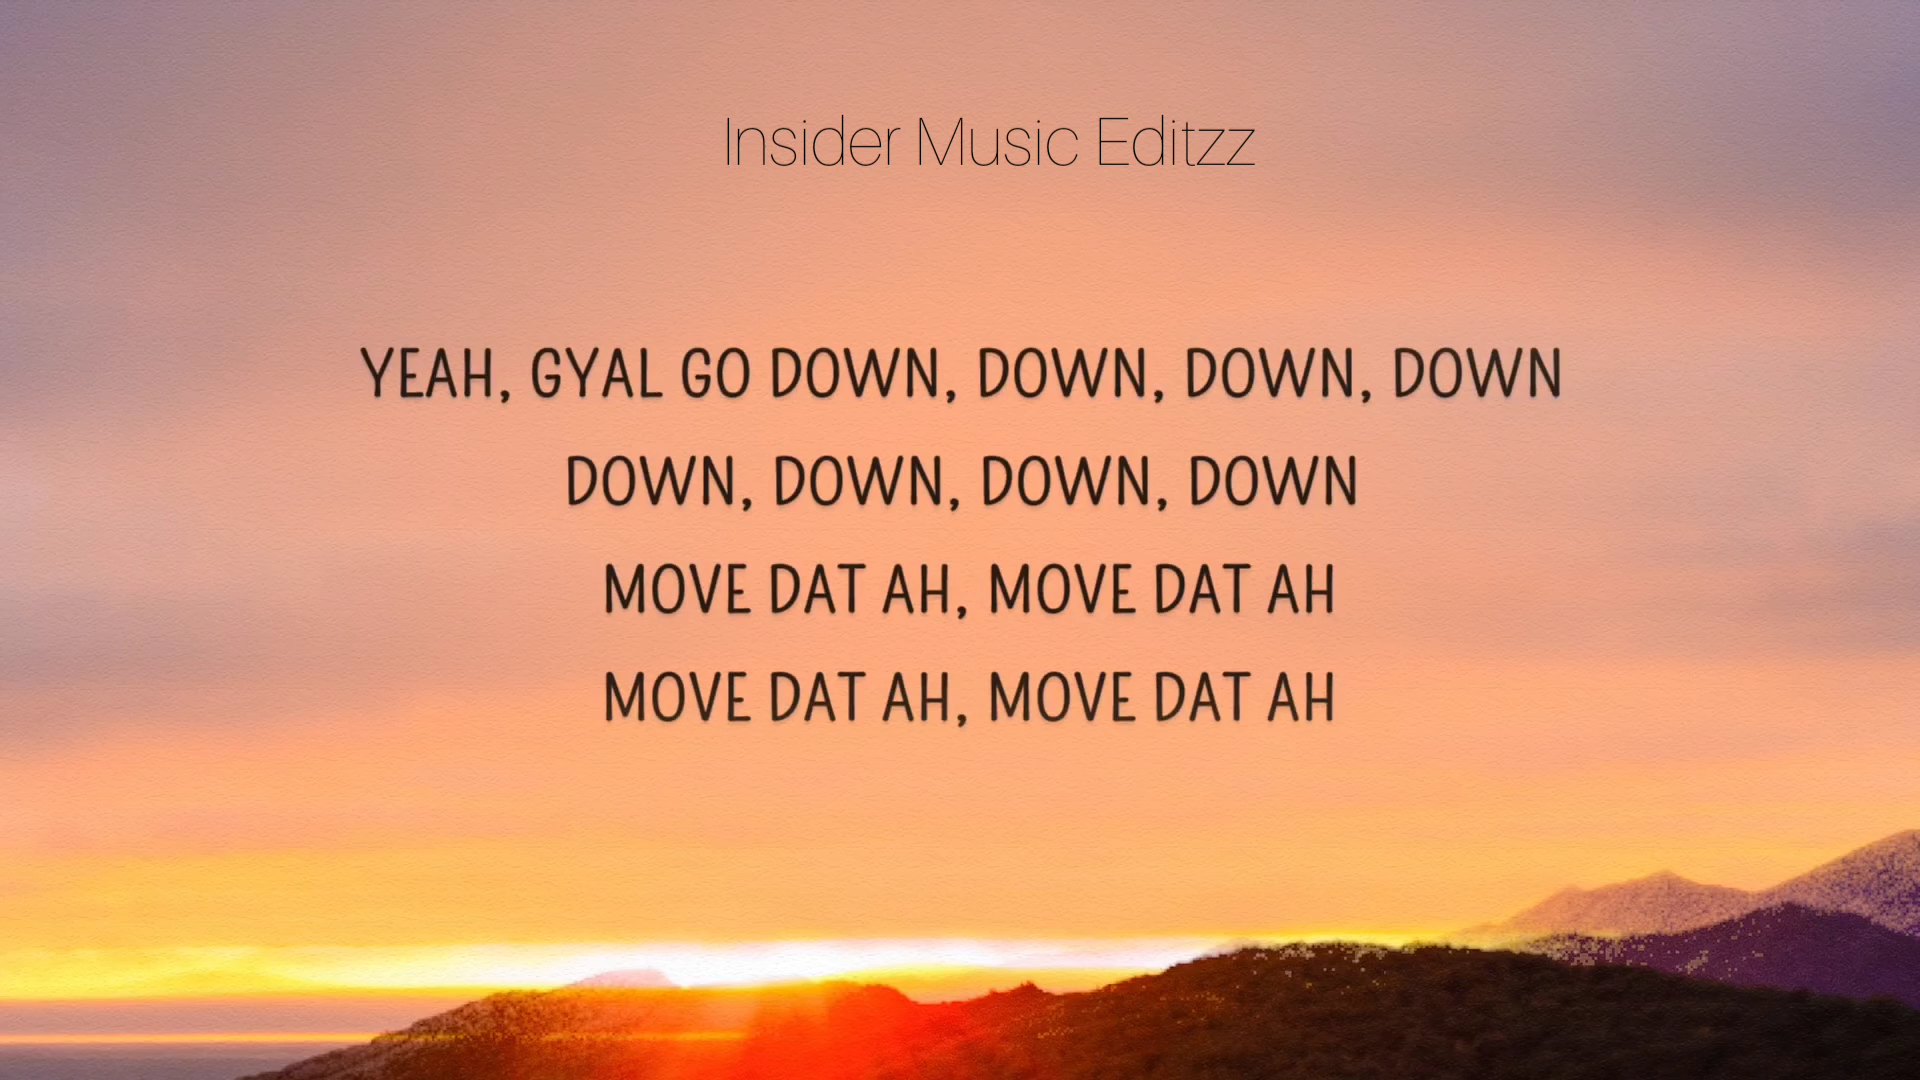 Insider Music Editzz
YEAH, GYAL GO DOWN, DOWN, DOWN, DOWN
DOWN, DOWN, DOWN, DOWN
MOVE DAT AH, MOVE DAT AH
MOVE DAT AH, MOVE DAT AH